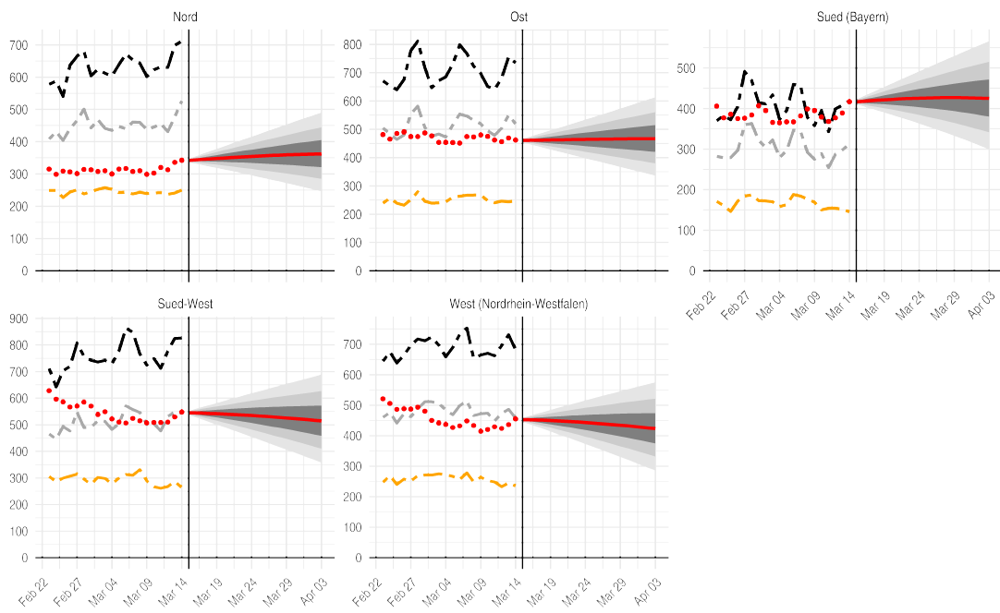 Nord
Ost
Sued (Bayern)
700
600
500
400
300
200
100
0
800
700
600
500
400
300
200
100
0
500
400
300
200
100
0
Feb 22
Feb 27
Mar 04
Mar 09
Mar 14
Mar 19
Mar 24
Mar 29
Apr 03
Sued-West
West (Nordrhein-Westfalen)
900
800
700
600
500
400
300
200
100
0
700
600
500
400
300
200
100
0
Feb 22
Feb 27
Mar 04
Mar 09
Mar 14
Mar 19
Mar 24
Mar 29
Apr 03
Feb 22
Feb 27
Mar 04
Mar 09
Mar 14
Mar 19
Mar 24
Mar 29
Apr 03